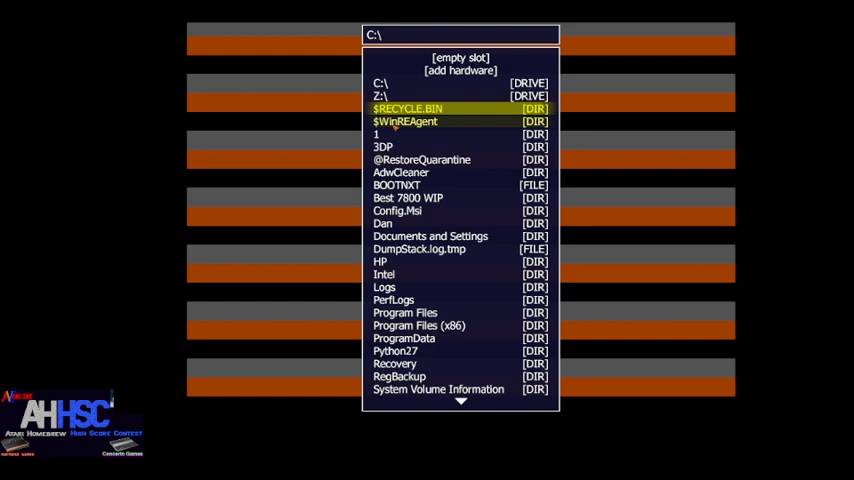 C:\
[empty slot]
[add hardware]
C:\ [DRIVE]
Z:\ [DRIVE]
$RECYCLE.BIN [DIR]
$WinREAgent [DIR]
1 [DIR]
3DP [DIR]
@RestoreQuarantine [DIR]
AdwCleaner [DIR]
BOOTNXT [FILE]
Best 7800 WIP [DIR]
Config.Msi [DIR]
Dan [DIR]
Documents and Settings [DIR]
DumpStack.log.tmp [FILE]
HP [DIR]
Intel [DIR]
Logs [DIR]
PerfLogs [DIR]
Program Files [DIR]
Program Files (x86) [DIR]
ProgramData [DIR]
Python27 [DIR]
Recovery [DIR]
RegBackup [DIR]
System Volume Information [DIR]
AHHSC
ATARI HOMEBREW HIGH SCORE CONTEST
Concerto Games